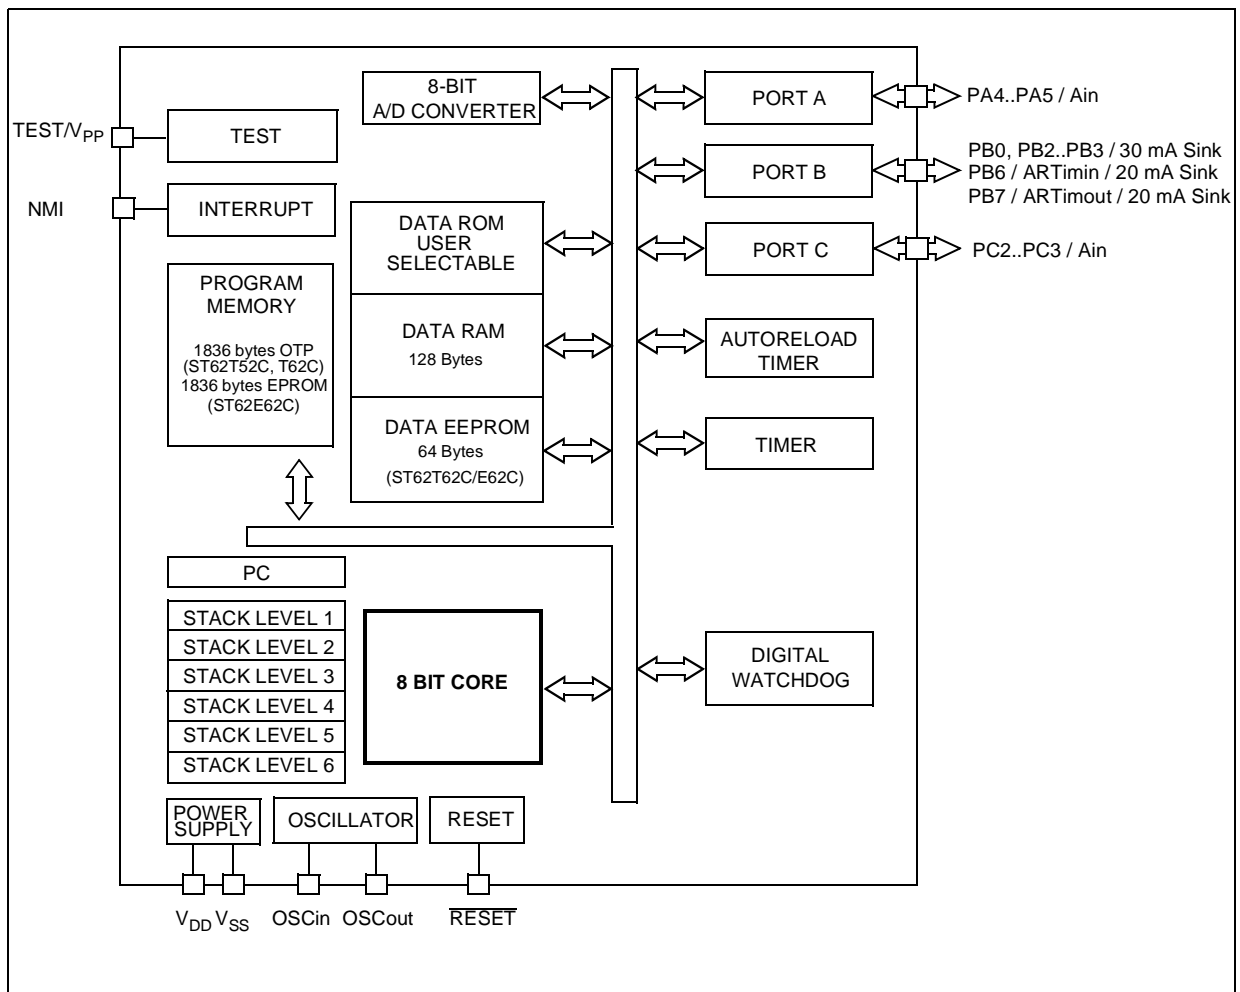 8-BIT
A/D CONVERTER
PORT A
PA4..PA5 / Ain
TEST/VPP
TEST
PORT B
PB0, PB2..PB3 / 30 mA Sink
PB6 / ARTimin / 20 mA Sink
PB7 / ARTimout / 20 mA Sink
NMI
INTERRUPT
DATA ROM
USER
SELECTABLE
PORT C
PC2..PC3 / Ain
PROGRAM
MEMORY
1836 bytes OTP
(ST62T52C, T62C)
1836 bytes EPROM
(ST62E62C)
DATA RAM
128 Bytes
AUTORELOAD
TIMER
DATA EEPROM
64 Bytes
(ST62T62C/E62C)
TIMER
PC
STACK LEVEL 1
STACK LEVEL 2
STACK LEVEL 3
STACK LEVEL 4
STACK LEVEL 5
STACK LEVEL 6
8 BIT CORE
DIGITAL
WATCHDOG
POWER
SUPPLY
OSCILLATOR
RESET
VDD VSS
OSCin OSCout
RESET